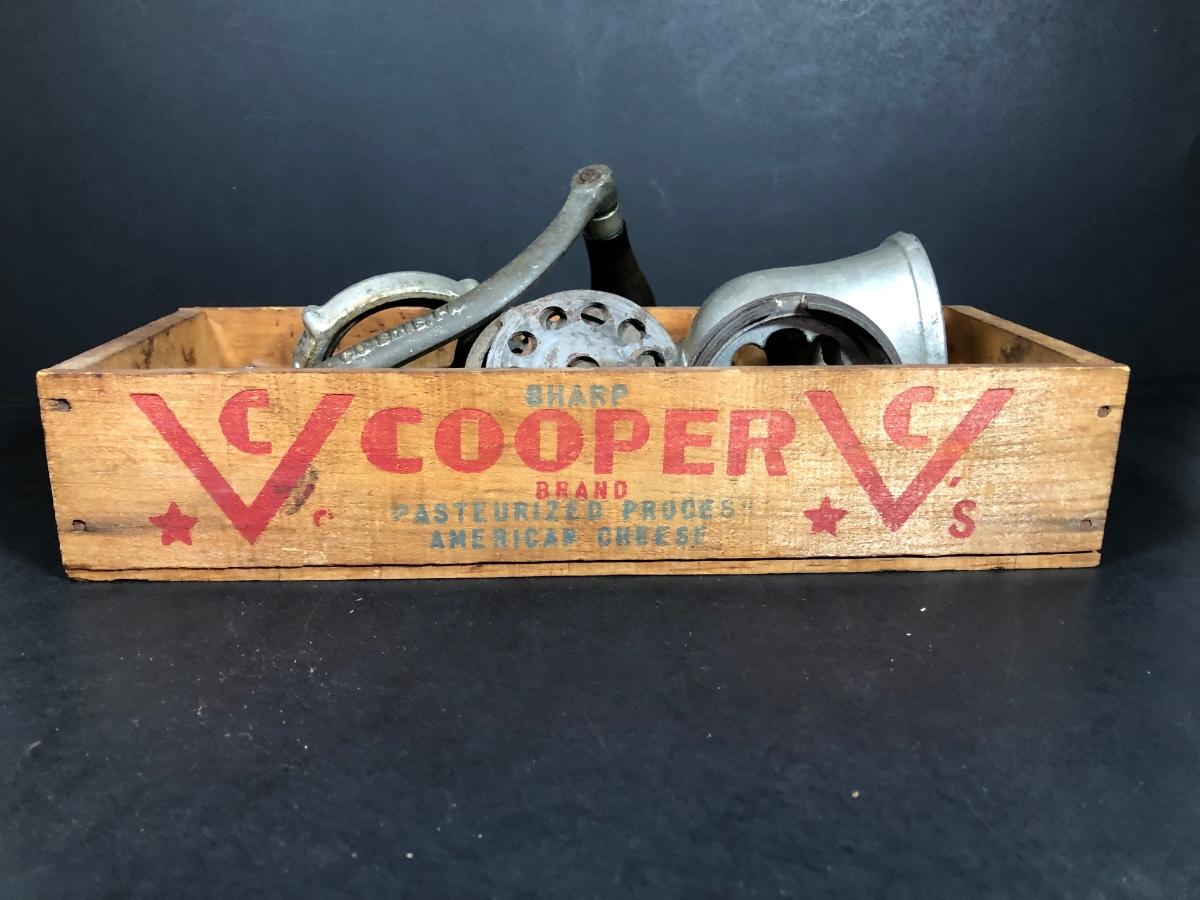 SHARP
C V COOPER C V'S
BRAND
PASTEURIZED PROCESS
AMERICAN CHEESE